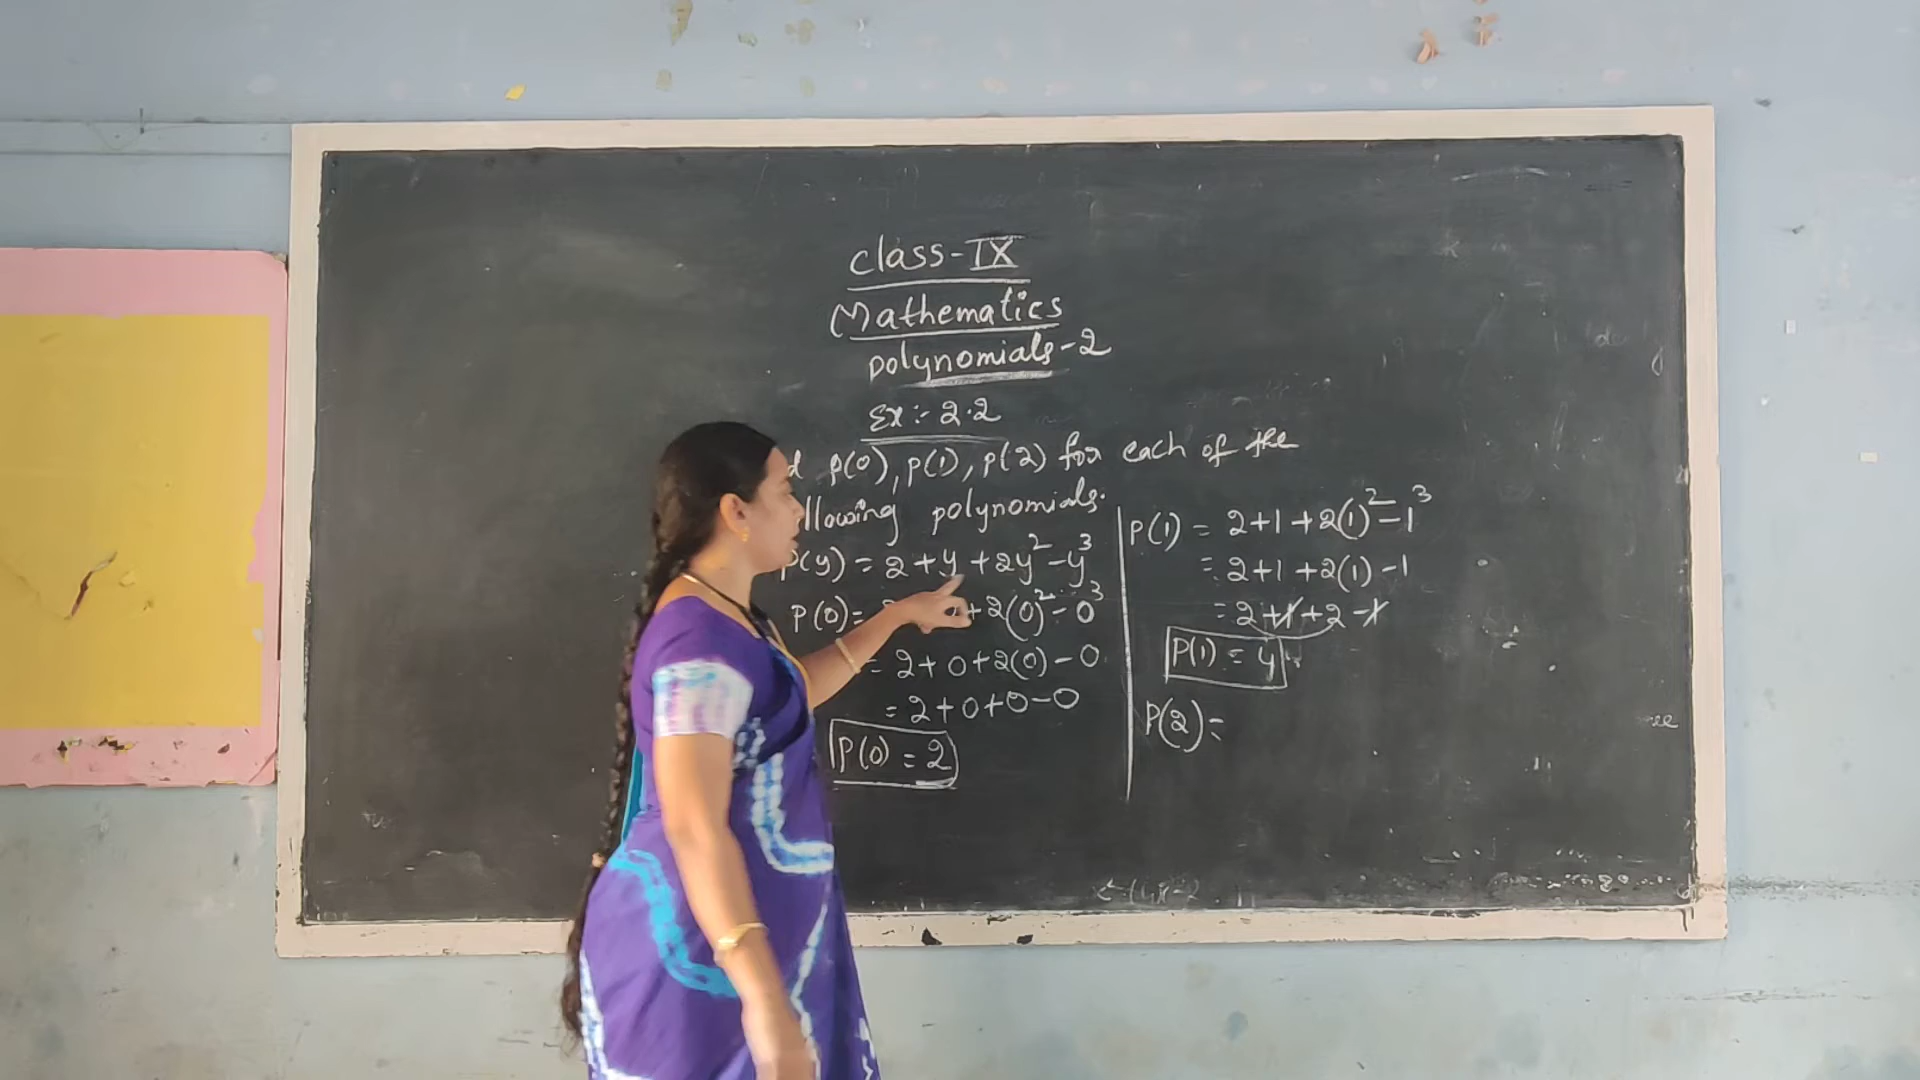 class-IX
Mathematics
polynomials-2
Ex:- 2.2
p(0), p(1), p(2) for each of the
llowing polynomials.
p(y) = 2+y+2y²-y³
p(0)= +2(0)²-0³
= 2+0+2(0)-0
= 2+0+0-0
p(0) = 2
p(1) = 2+1+2(1)²-1³
= 2+1+2(1)-1
= 2+1+2-1
p(1) = 4
p(2)=